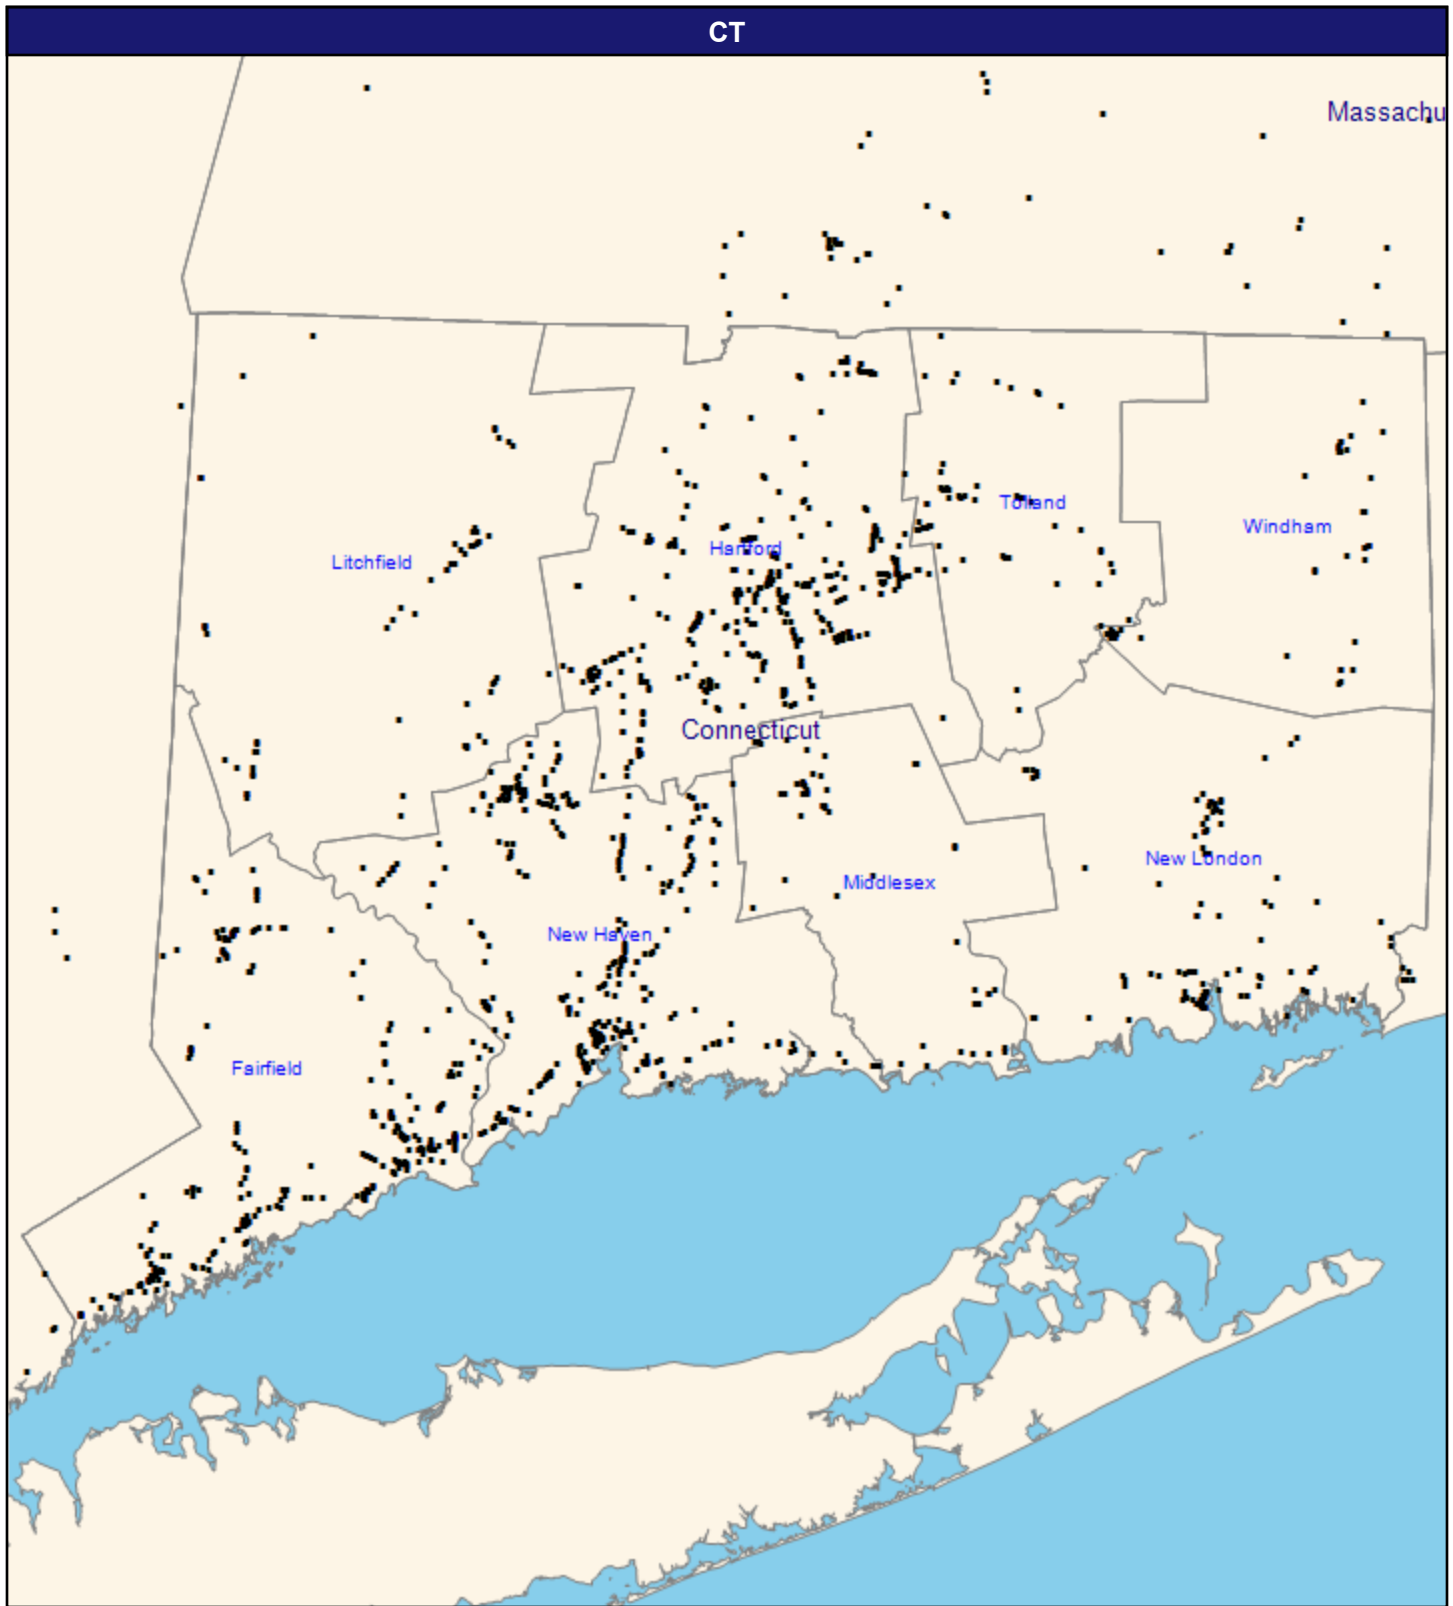 CT
Massachu
Tolland
Windham
Hartford
Litchfield
Connecticut
New London
Middlesex
New Haven
Fairfield